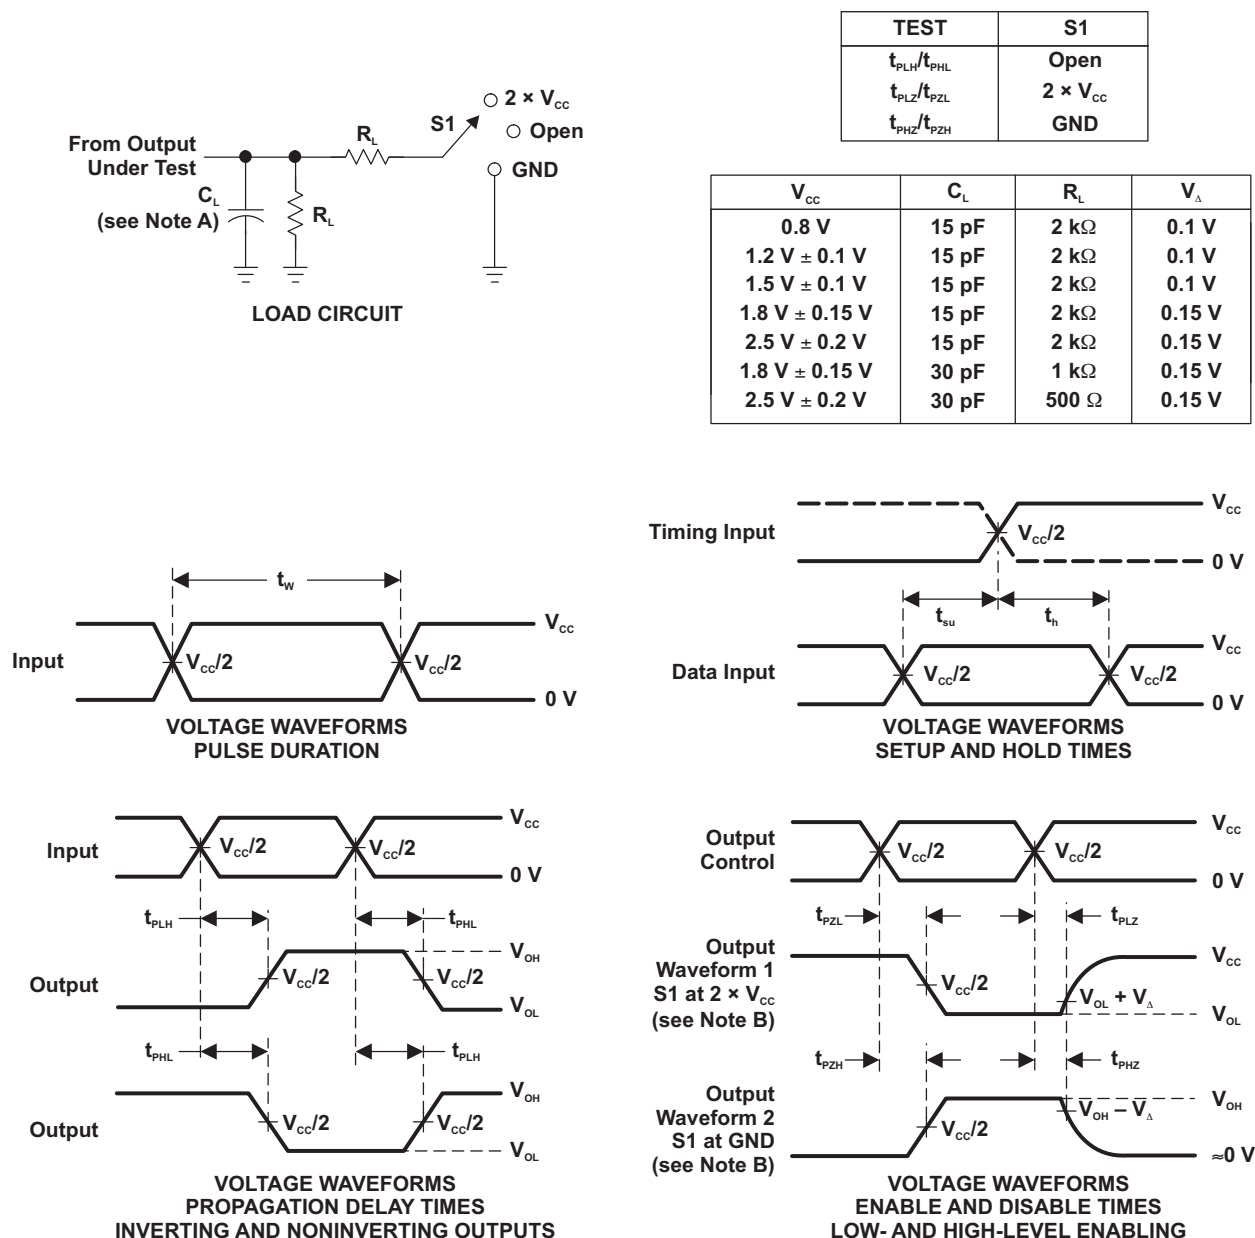 TEST S1
tPLH/tPHL Open
tPLZ/tPZL 2 × VCC
tPHZ/tPZH GND
2 × VCC
S1
Open
From Output
Under Test
RL
GND
CL
(see Note A)
RL
LOAD CIRCUIT
VCC CL RL VΔ
0.8 V 15 pF 2 kΩ 0.1 V
1.2 V ± 0.1 V 15 pF 2 kΩ 0.1 V
1.5 V ± 0.1 V 15 pF 2 kΩ 0.1 V
1.8 V ± 0.15 V 15 pF 2 kΩ 0.15 V
2.5 V ± 0.2 V 15 pF 2 kΩ 0.15 V
1.8 V ± 0.15 V 30 pF 1 kΩ 0.15 V
2.5 V ± 0.2 V 30 pF 500 Ω 0.15 V
tW
VCC
Input VCC/2 VCC/2
0 V
VOLTAGE WAVEFORMS
PULSE DURATION
VCC
Timing Input VCC/2
0 V
tsu th
VCC
Data Input VCC/2 VCC/2
0 V
VOLTAGE WAVEFORMS
SETUP AND HOLD TIMES
VCC
Input VCC/2 VCC/2
0 V
tPLH tPHL
VOH
Output VCC/2 VCC/2
VOL
tPHL tPLH
VOH
Output VCC/2 VCC/2
VOL
VOLTAGE WAVEFORMS
PROPAGATION DELAY TIMES
INVERTING AND NONINVERTING OUTPUTS
VCC
Output
Control
VCC/2 VCC/2
0 V
tPZL tPLZ
Output
Waveform 1
S1 at 2 × VCC
(see Note B)
VCC
VCC/2
VOL + VΔ
VOL
tPZH tPHZ
Output
Waveform 2
S1 at GND
(see Note B)
VOH
VOH − VΔ
VCC/2
≈0 V
VOLTAGE WAVEFORMS
ENABLE AND DISABLE TIMES
LOW- AND HIGH-LEVEL ENABLING